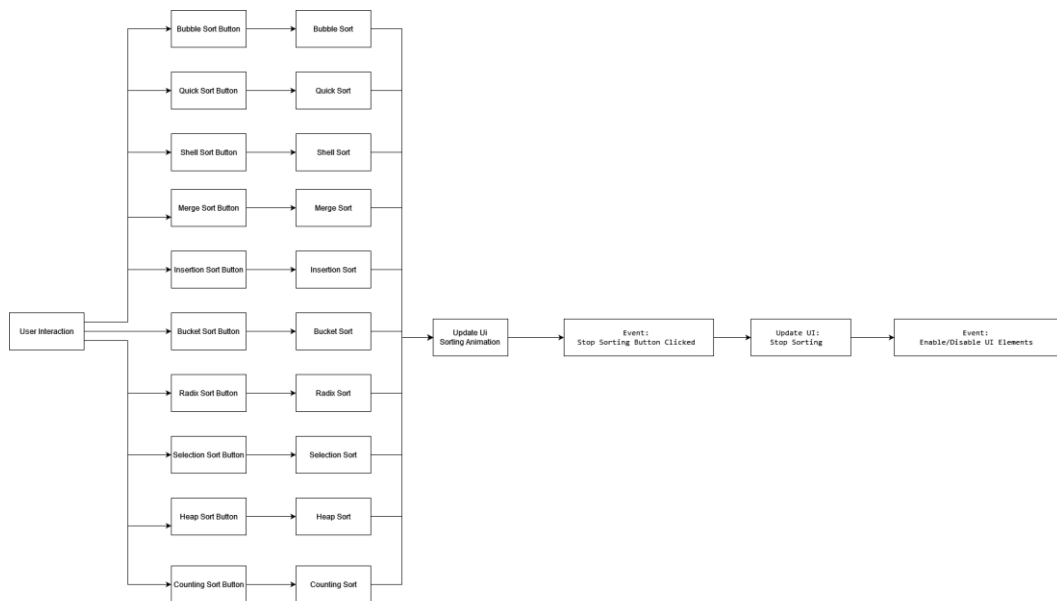 Bubble Sort Button
Bubble Sort
Quick Sort Button
Quick Sort
Shell Sort Button
Shell Sort
Merge Sort Button
Merge Sort
Insertion Sort Button
Insertion Sort
User Interaction
Bucket Sort Button
Bucket Sort
Update Ui
Sorting Animation
Event:
Stop Sorting Button Clicked
Update UI:
Stop Sorting
Event:
Enable/Disable UI Elements
Radix Sort Button
Radix Sort
Selection Sort Button
Selection Sort
Heap Sort Button
Heap Sort
Counting Sort Button
Counting Sort